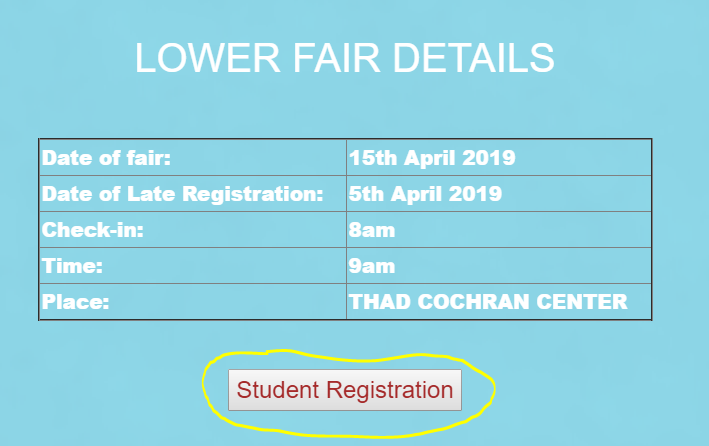 LOWER FAIR DETAILS
Date of fair: 15th April 2019
Date of Late Registration: 5th April 2019
Check-in: 8am
Time: 9am
Place: THAD COCHRAN CENTER
Student Registration